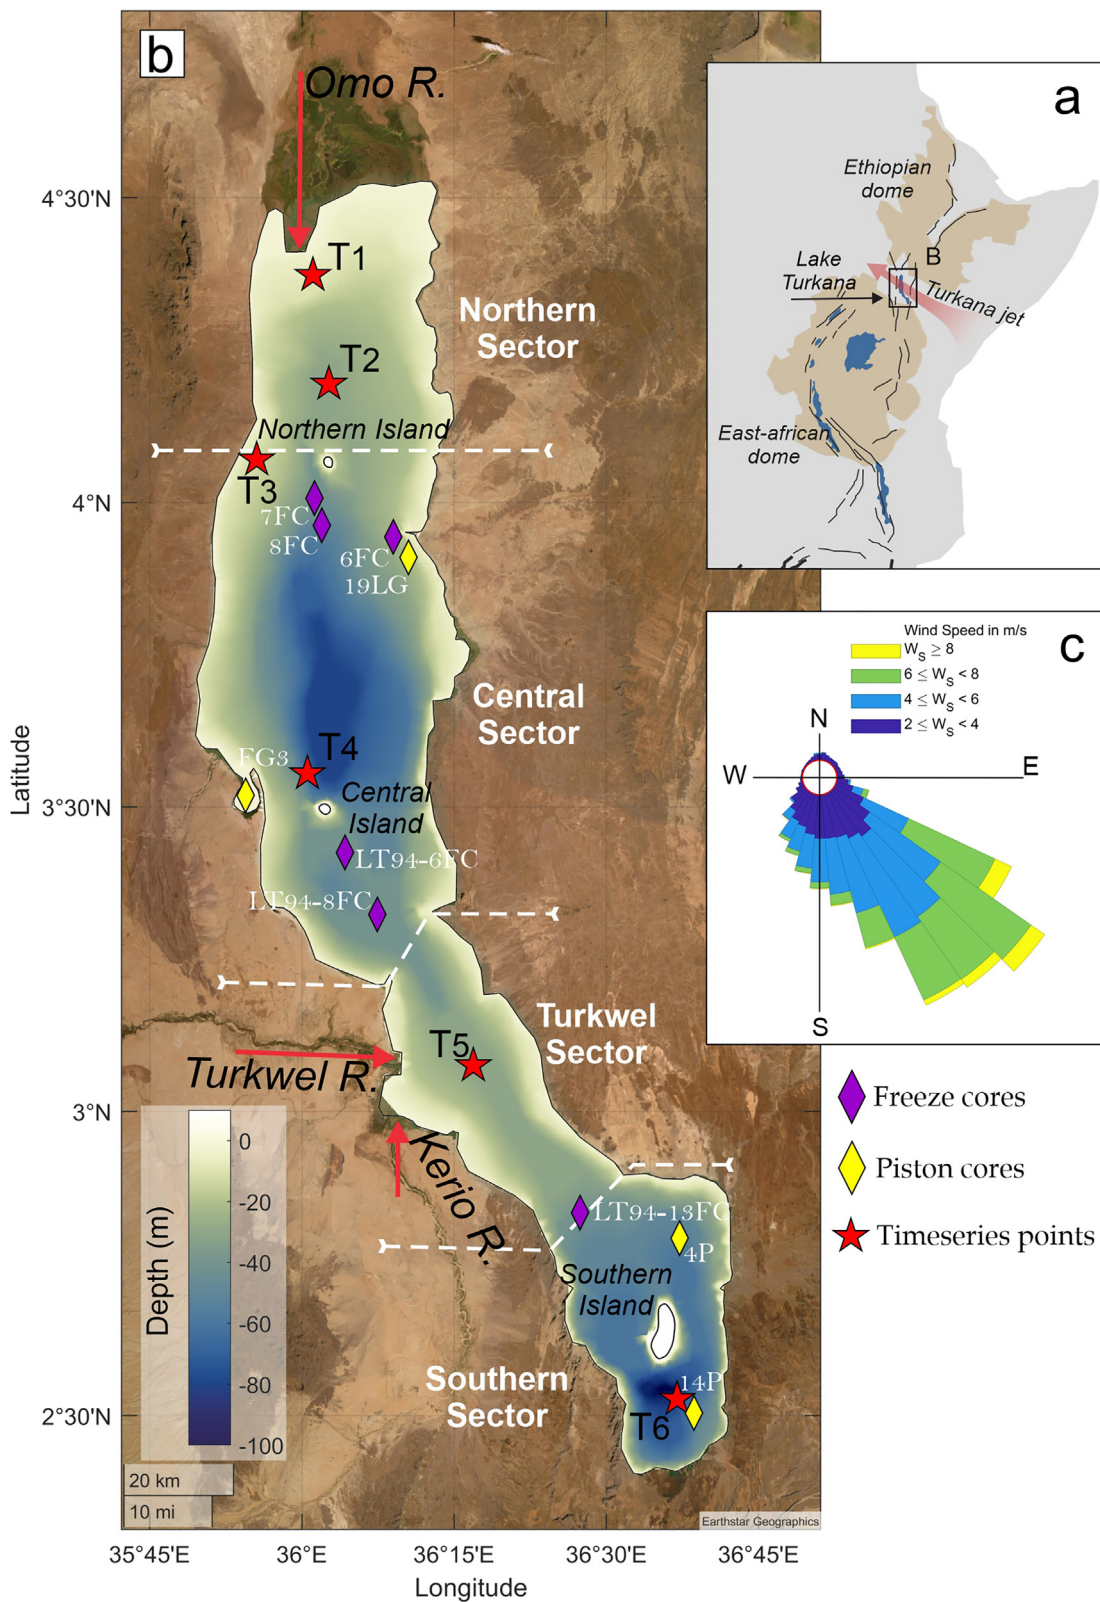 b
Omo R.
4°30'N
T1
Northern
Sector
T2
Northern Island
T3
4°N
7FC
8FC
6FC
19LG
Central
Sector
FG3
T4
Latitude
3°30'N
Central
Island
LT94-6FC
LT94-8FC
Turkwel
Sector
T5
Turkwel R.
3°N
Kerio R.
LT94-13FC
4P
Southern
Island
14P
Southern
Sector
T6
2°30'N
Depth (m)
0
-20
-40
-60
-80
-100
20 km
10 mi
Earthstar Geographics
35°45'E
36°E
36°15'E
36°30'E
36°45'E
Longitude
a
Ethiopian
dome
B
Lake
Turkana
Turkana jet
East-african
dome
c
Wind Speed in m/s
W_S ≥ 8
6 ≤ W_S < 8
4 ≤ W_S < 6
2 ≤ W_S < 4
N
W
E
S
Freeze cores
Piston cores
Timeseries points